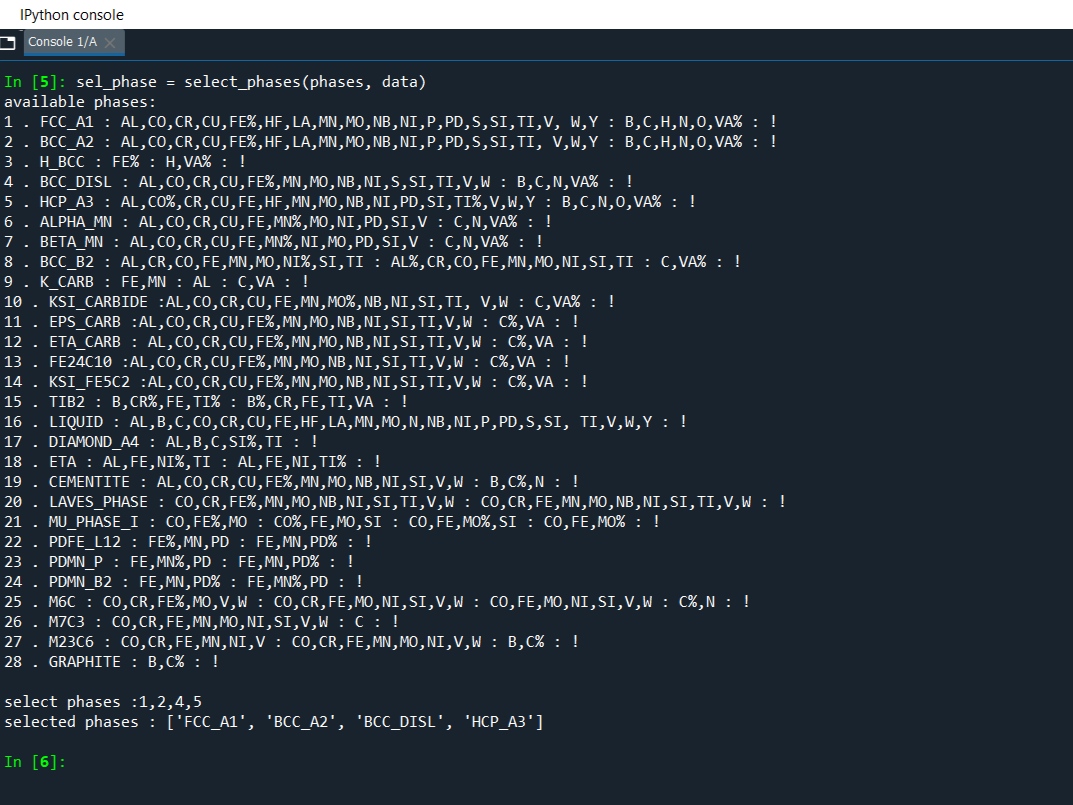 IPython console
Console 1/A
In [5]: sel_phase = select_phases(phases, data)
available phases:
1 . FCC_A1 : AL,CO,CR,CU,FE%,HF,LA,MN,MO,NB,NI,P,PD,S,SI,TI,V, W,Y : B,C,H,N,O,VA% : !
2 . BCC_A2 : AL,CO,CR,CU,FE%,HF,LA,MN,MO,NB,NI,P,PD,S,SI,TI, V,W,Y : B,C,H,N,O,VA% : !
3 . H_BCC : FE% : H,VA% : !
4 . BCC_DISL : AL,CO,CR,CU,FE%,MN,MO,NB,NI,S,SI,TI,V,W : B,C,N,VA% : !
5 . HCP_A3 : AL,CO%,CR,CU,FE,HF,MN,MO,NB,NI,PD,SI,TI%,V,W,Y : B,C,N,O,VA% : !
6 . ALPHA_MN : AL,CO,CR,CU,FE,MN%,MO,NI,PD,SI,V : C,N,VA% : !
7 . BETA_MN : AL,CO,CR,CU,FE,MN%,NI,MO,PD,SI,V : C,N,VA% : !
8 . BCC_B2 : AL,CR,CO,FE,MN,MO,NI%,SI,TI : AL%,CR,CO,FE,MN,MO,NI,SI,TI : C,VA% : !
9 . K_CARB : FE,MN : AL : C,VA : !
10 . KSI_CARBIDE :AL,CO,CR,CU,FE,MN,MO%,NB,NI,SI,TI, V,W : C,VA% : !
11 . EPS_CARB :AL,CO,CR,CU,FE%,MN,MO,NB,NI,SI,TI,V,W : C%,VA : !
12 . ETA_CARB : AL,CO,CR,CU,FE%,MN,MO,NB,NI,SI,TI,V,W : C%,VA : !
13 . FE24C10 :AL,CO,CR,CU,FE%,MN,MO,NB,NI,SI,TI,V,W : C%,VA : !
14 . KSI_FE5C2 :AL,CO,CR,CU,FE%,MN,MO,NB,NI,SI,TI,V,W : C%,VA : !
15 . TIB2 : B,CR%,FE,TI% : B%,CR,FE,TI,VA : !
16 . LIQUID : AL,B,C,CO,CR,CU,FE,HF,LA,MN,MO,N,NB,NI,P,PD,S,SI, TI,V,W,Y : !
17 . DIAMOND_A4 : AL,B,C,SI%,TI : !
18 . ETA : AL,FE,NI%,TI : AL,FE,NI,TI% : !
19 . CEMENTITE : AL,CO,CR,CU,FE%,MN,MO,NB,NI,SI,V,W : B,C%,N : !
20 . LAVES_PHASE : CO,CR,FE%,MN,MO,NB,NI,SI,TI,V,W : CO,CR,FE,MN,MO,NB,NI,SI,TI,V,W : !
21 . MU_PHASE_I : CO,FE%,MO : CO%,FE,MO,SI : CO,FE,MO%,SI : CO,FE,MO% : !
22 . PDFE_L12 : FE%,MN,PD : FE,MN,PD% : !
23 . PDMN_P : FE,MN%,PD : FE,MN,PD% : !
24 . PDMN_B2 : FE,MN,PD% : FE,MN%,PD : !
25 . M6C : CO,CR,FE%,MO,V,W : CO,CR,FE,MO,NI,SI,V,W : CO,FE,MO,NI,SI,V,W : C%,N : !
26 . M7C3 : CO,CR,FE,MN,MO,NI,SI,V,W : C : !
27 . M23C6 : CO,CR,FE,MN,NI,V : CO,CR,FE,MN,MO,NI,V,W : B,C% : !
28 . GRAPHITE : B,C% : !
select phases :1,2,4,5
selected phases : ['FCC_A1', 'BCC_A2', 'BCC_DISL', 'HCP_A3']
In [6]: